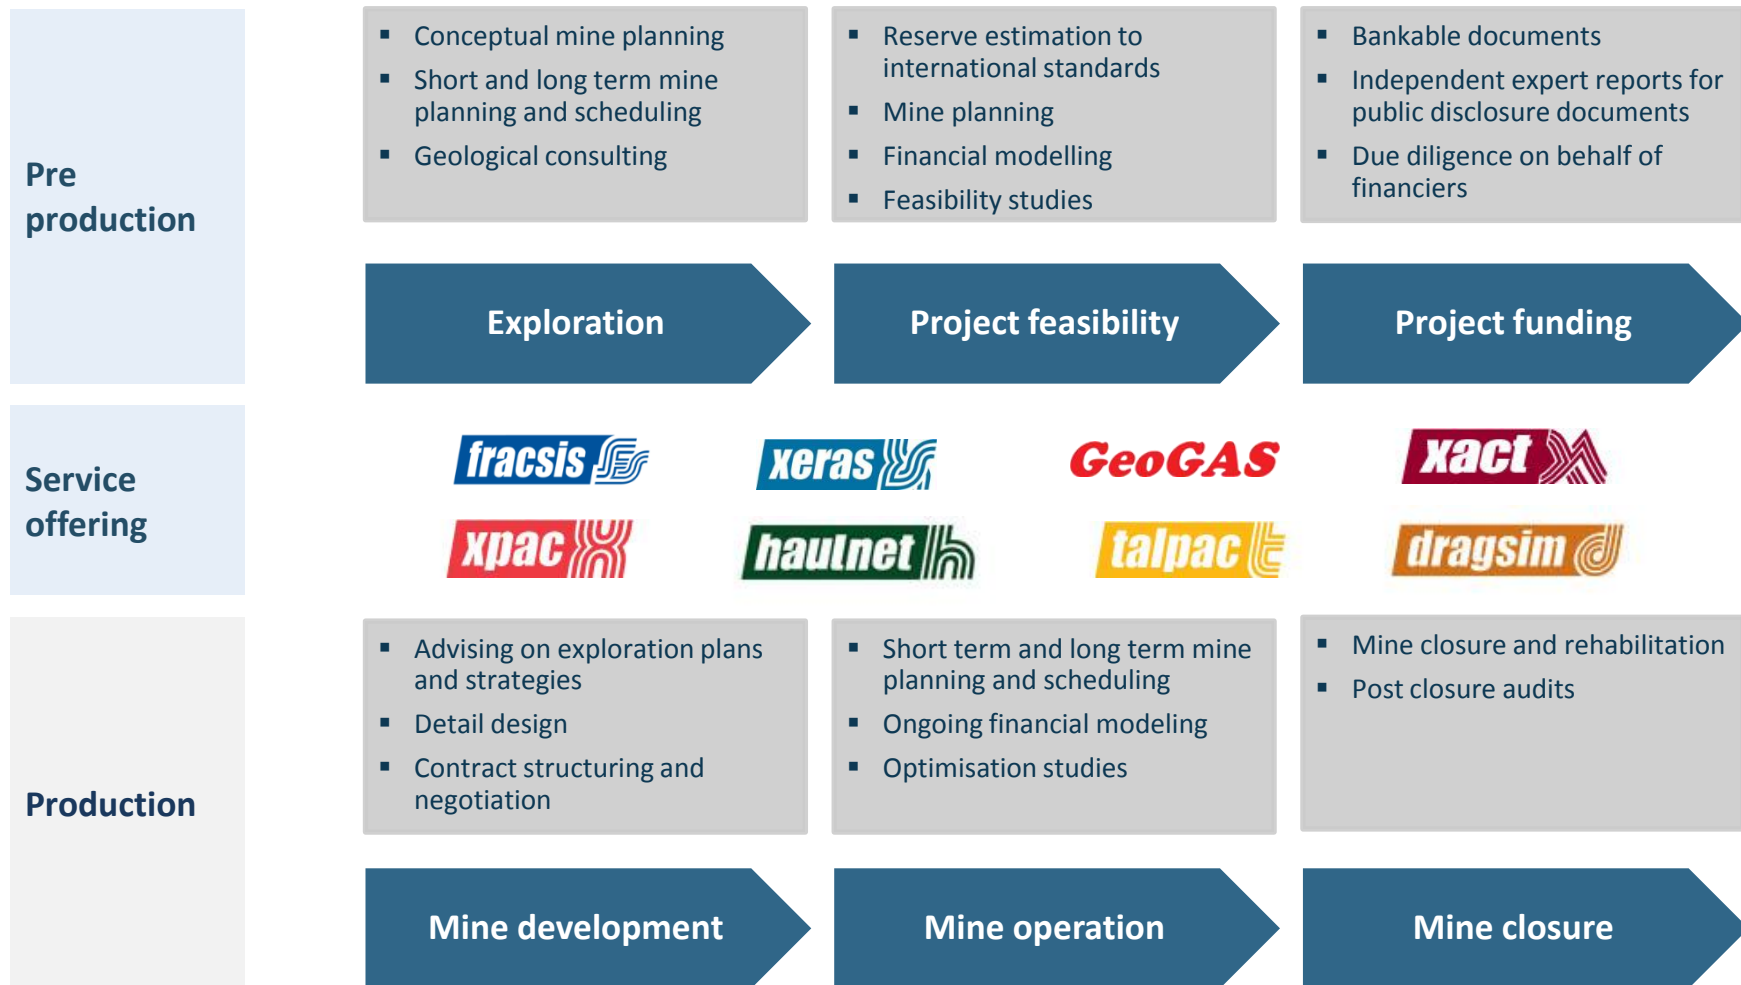 Pre
production
▪ Conceptual mine planning
▪ Short and long term mine
planning and scheduling
▪ Geological consulting
▪ Reserve estimation to
international standards
▪ Mine planning
▪ Financial modelling
▪ Feasibility studies
▪ Bankable documents
▪ Independent expert reports for
public disclosure documents
▪ Due diligence on behalf of
financiers
Exploration
Project feasibility
Project funding
Service
offering
fracsis
xeras
GeoGAS
xact
xpac
haulnet
talpac
dragsim
Production
▪ Advising on exploration plans
and strategies
▪ Detail design
▪ Contract structuring and
negotiation
▪ Short term and long term mine
planning and scheduling
▪ Ongoing financial modeling
▪ Optimisation studies
▪ Mine closure and rehabilitation
▪ Post closure audits
Mine development
Mine operation
Mine closure